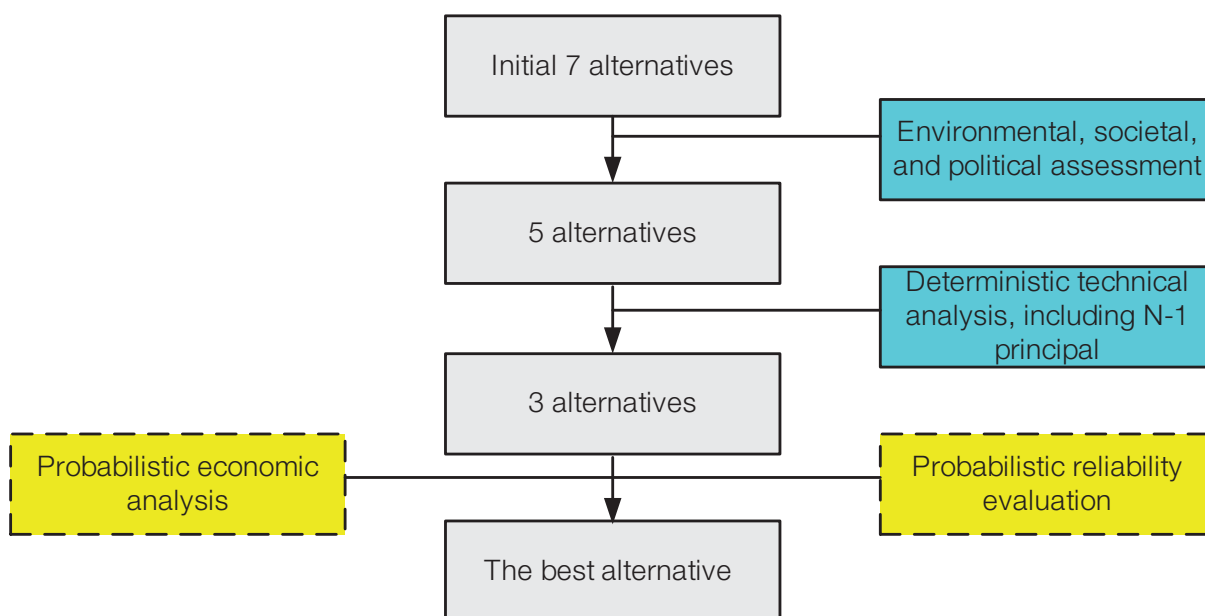 Initial 7 alternatives
Environmental, societal,
and political assessment
5 alternatives
Deterministic technical
analysis, including N-1
principal
3 alternatives
Probabilistic economic
analysis
Probabilistic reliability
evaluation
The best alternative